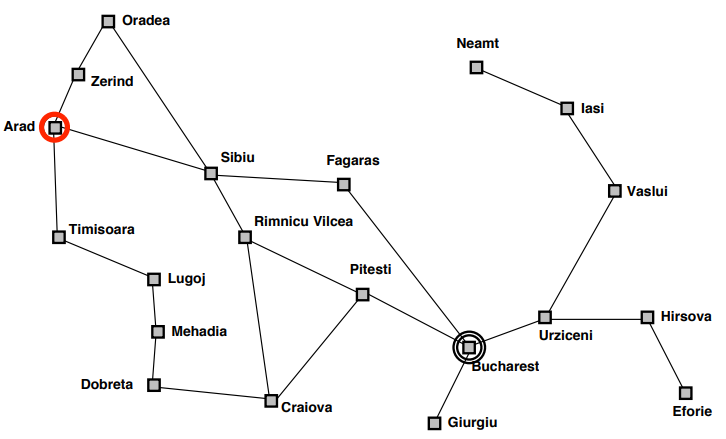 Oradea
Neamt
Zerind
Iasi
Arad
Sibiu
Fagaras
Vaslui
Rimnicu Vilcea
Timisoara
Pitesti
Lugoj
Hirsova
Mehadia
Urziceni
Bucharest
Dobreta
Craiova
Eforie
Giurgiu